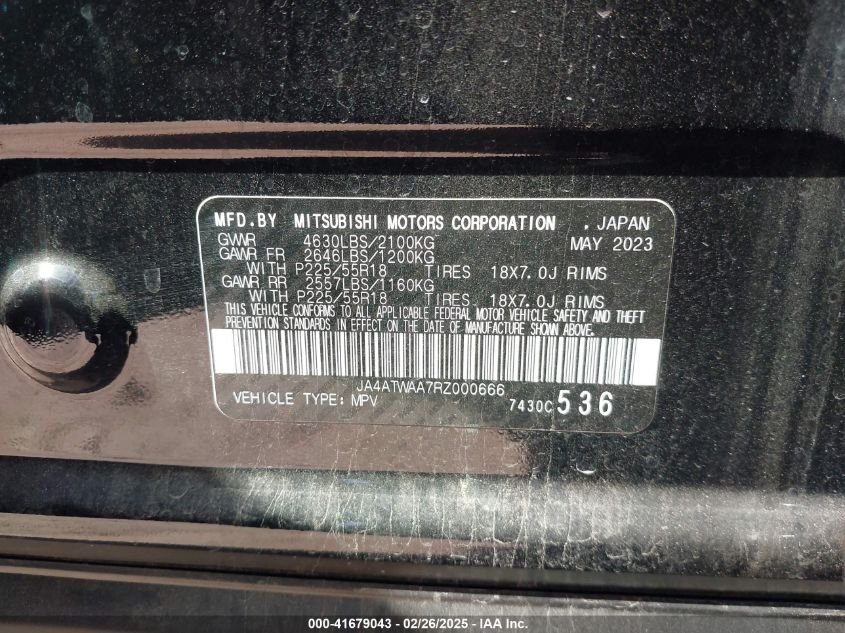 MFD.BY MITSUBISHI MOTORS CORPORATION , JAPAN
GVWR 4630LBS/2100KG MAY 2023
GAWR FR 2646LBS/1200KG
WITH P225/55R18 TIRES 18X7.0J RIMS
GAWR RR 2557LBS/1160KG
WITH P225/55R18 TIRES 18X7.0J RIMS
THIS VEHICLE CONFORMS TO ALL APPLICABLE FEDERAL MOTOR VEHICLE SAFETY AND THEFT
PREVENTION STANDARDS IN EFFECT ON THE DATE OF MANUFACTURE SHOWN ABOVE.
JA4ATWAA7RZ000666
VEHICLE TYPE: MPV 7430C 536
000-41679043 / 02/26/2025 - IAA Inc.